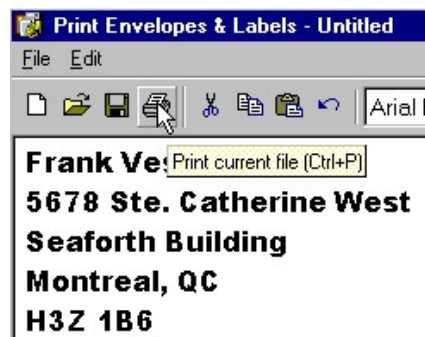 Print Envelopes & Labels - Untitled
File Edit
Arial
Frank
Print current file (Ctrl+P)
5678 Ste. Catherine West
Seaforth Building
Montreal, QC
H3Z 1B6